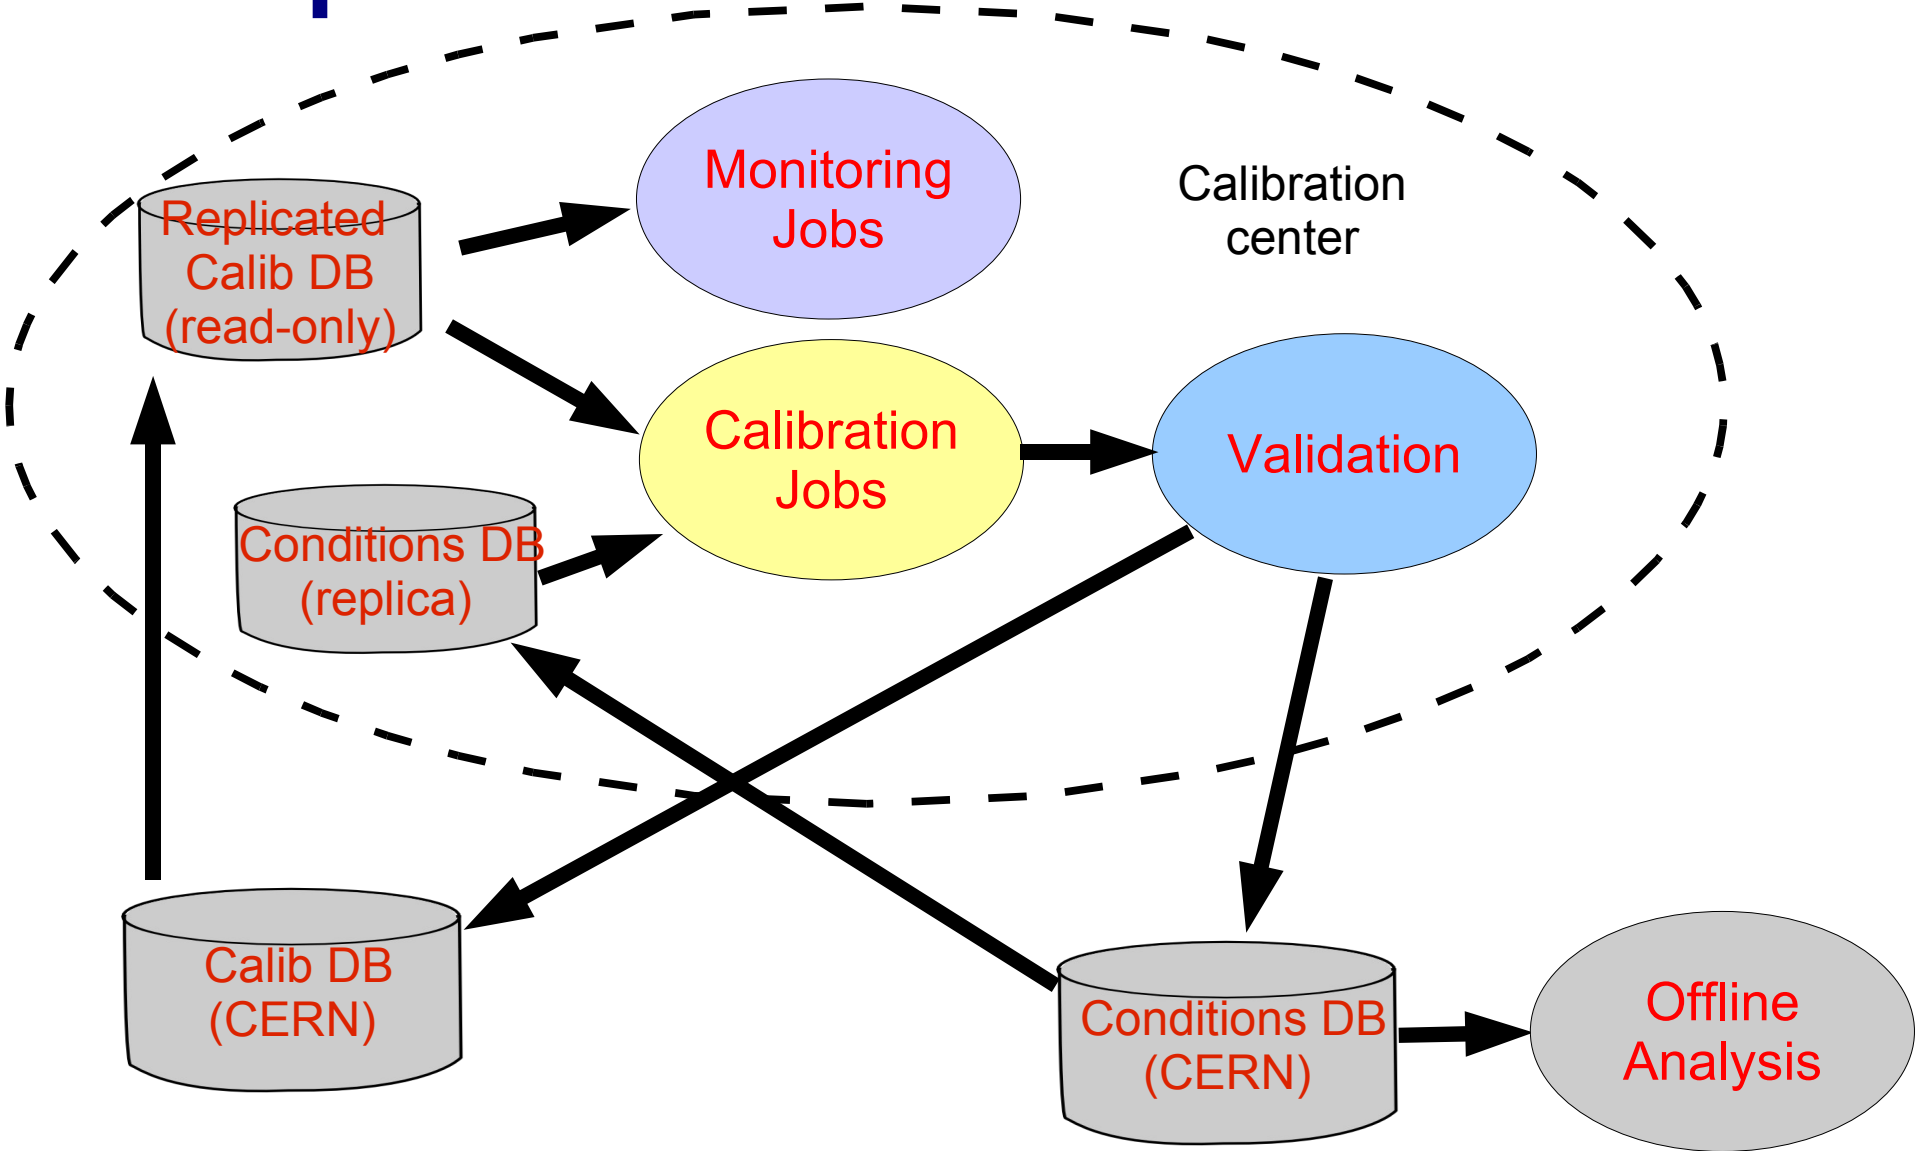 Monitoring
Jobs
Calibration
center
Replicated
Calib DB
(read-only)
Calibration
Jobs
Validation
Conditions DB
(replica)
Calib DB
(CERN)
Conditions DB
(CERN)
Offline
Analysis